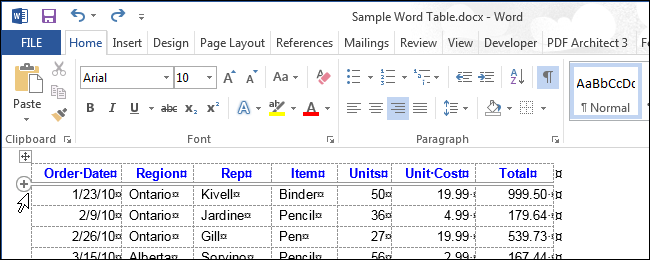 Sample Word Table.docx - Word
FILE Home Insert Design Page Layout References Mailings Review View Developer PDF Architect 3
Paste Arial 10 Aa AaBbCcDc
B I U abc X₂ X² A A ¶ Normal
Clipboard Font Paragraph
Order·Date¤ Region¤ Rep¤ Item¤ Units¤ Unit·Cost¤ Total¤ ¤
1/23/10¤ Ontario¤ Kivell¤ Binder¤ 50¤ 19.99·¤ 999.50·¤ ¤
2/9/10¤ Ontario¤ Jardine¤ Pencil¤ 36¤ 4.99·¤ 179.64·¤ ¤
2/26/10¤ Ontario¤ Gill¤ Pen¤ 27¤ 19.99·¤ 539.73·¤ ¤
3/15/10¤ Alberta¤ Sorvino¤ Pencil¤ 56¤ 2.99·¤ 167.44·¤ ¤